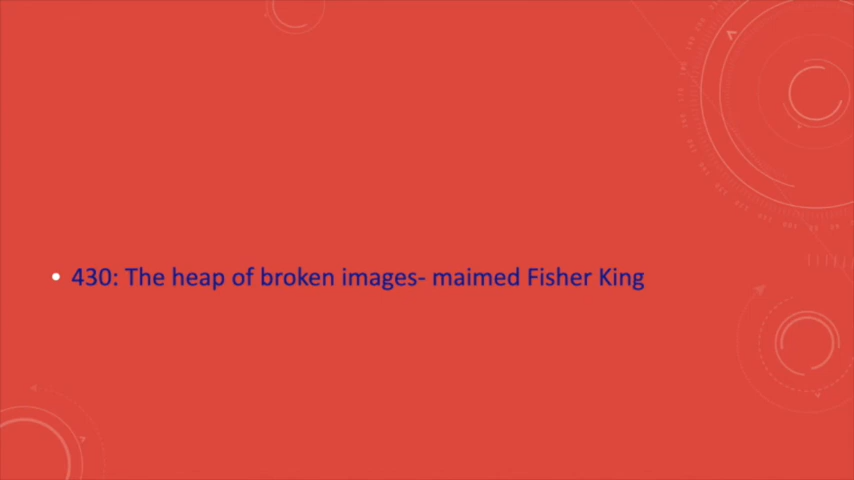 • 430: The heap of broken images- maimed Fisher King